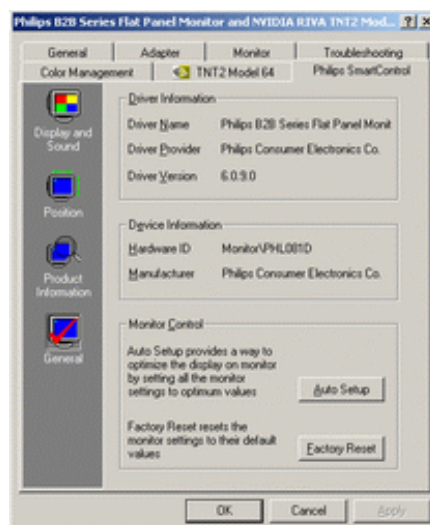 Philips B2B Series Flat Panel Monitor and NVIDIA RIVA TNT2 Mod...
General Adapter Monitor Troubleshooting
Color Management TNT2 Model 64 Philips SmartControl
Display and
Sound
Position
Product
Information
General
Driver Information
Driver Name Philips B2B Series Flat Panel Monit
Driver Provider Philips Consumer Electronics Co.
Driver Version 6.0.9.0
Device Information
Hardware ID Monitor\PHL081D
Manufacturer Philips Consumer Electronics Co.
Monitor Control
Auto Setup provides a way to
optimize the display on monitor
by setting all the monitor
settings to optimum values
Auto Setup
Factory Reset resets the
monitor settings to their default
values
Factory Reset
OK Cancel Apply